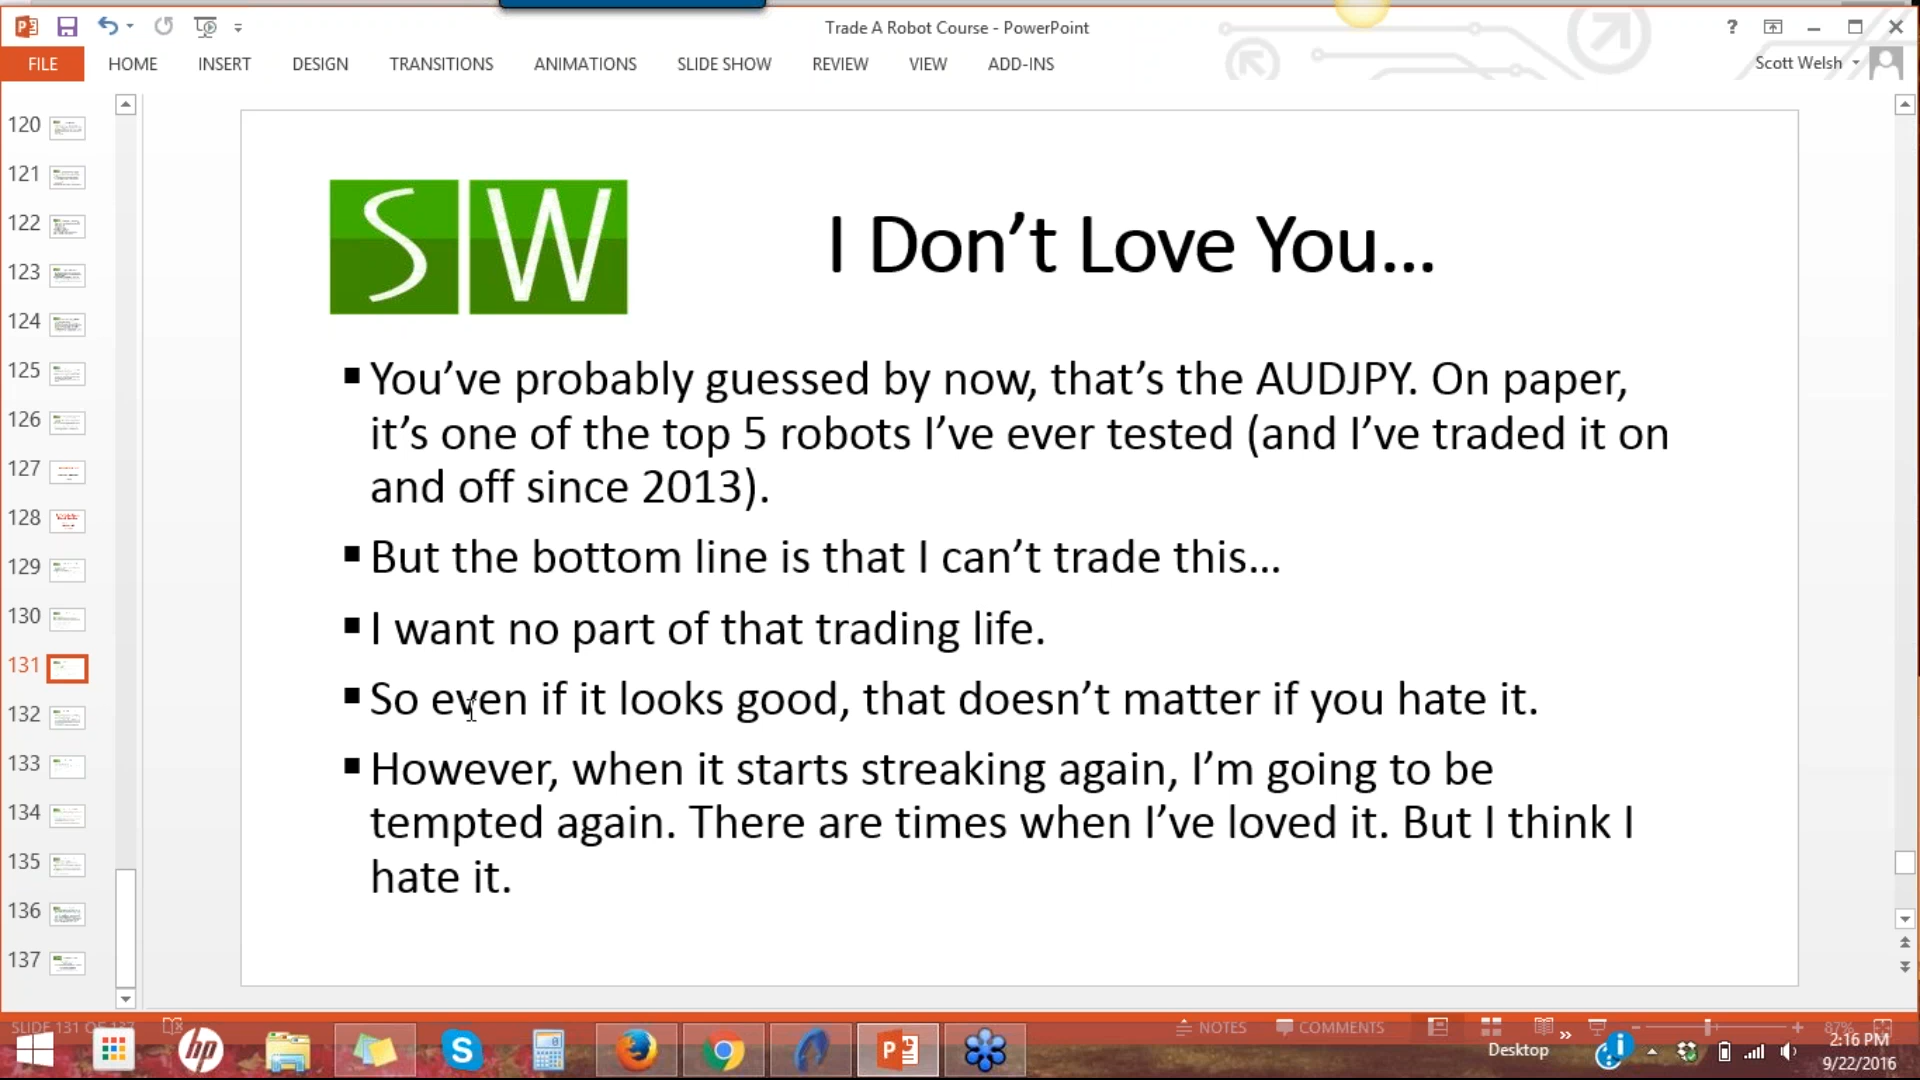 Trade A Robot Course - PowerPoint
?
FILE
HOME
INSERT
DESIGN
TRANSITIONS
ANIMATIONS
SLIDE SHOW
REVIEW
VIEW
ADD-INS
Scott Welsh
120
121
122
123
124
125
126
127
128
129
130
131
132
133
134
135
136
137
SW
I Don’t Love You...
▪ You’ve probably guessed by now, that’s the AUDJPY. On paper,
it’s one of the top 5 robots I’ve ever tested (and I’ve traded it on
and off since 2013).
▪ But the bottom line is that I can’t trade this...
▪ I want no part of that trading life.
▪ So even if it looks good, that doesn’t matter if you hate it.
▪ However, when it starts streaking again, I’m going to be
tempted again. There are times when I’ve loved it. But I think I
hate it.
SLIDE 131 OF 137
NOTES
COMMENTS
87%
hp
Desktop
2:16 PM
9/22/2016